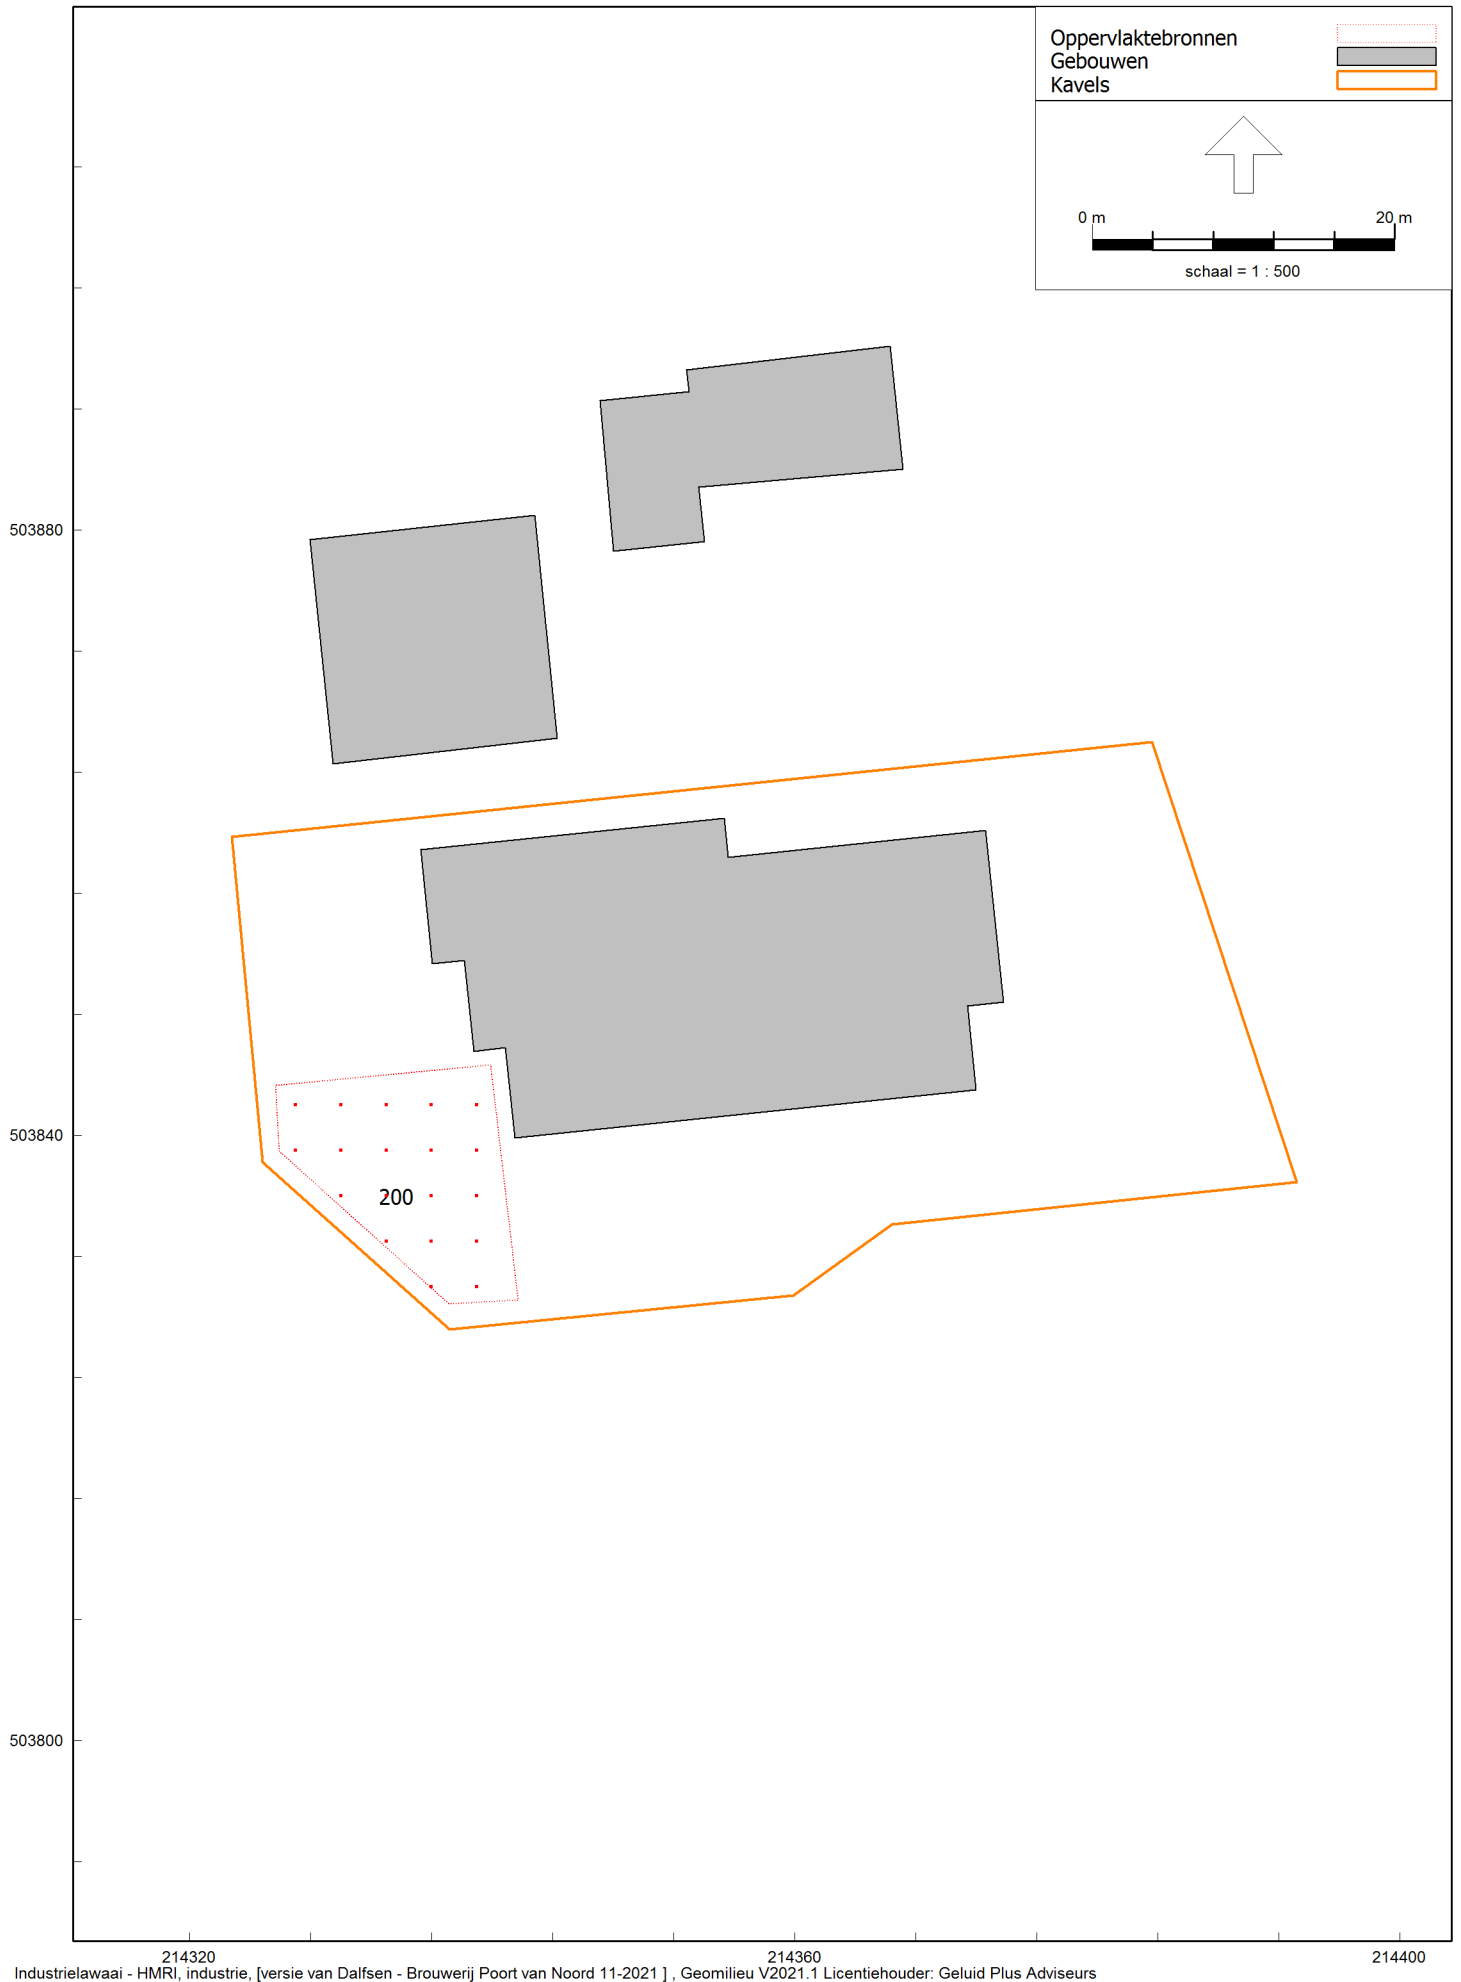 Oppervlaktebronnen
Gebouwen
Kavels
0 m 20 m
schaal = 1 : 500
503880
503840
200
503800
214320 214360 214400
Industrielawaai - HMRI, industrie, [versie van Dalfsen - Brouwerij Poort van Noord 11-2021 ] , Geomilieu V2021.1 Licentiehouder: Geluid Plus Adviseurs